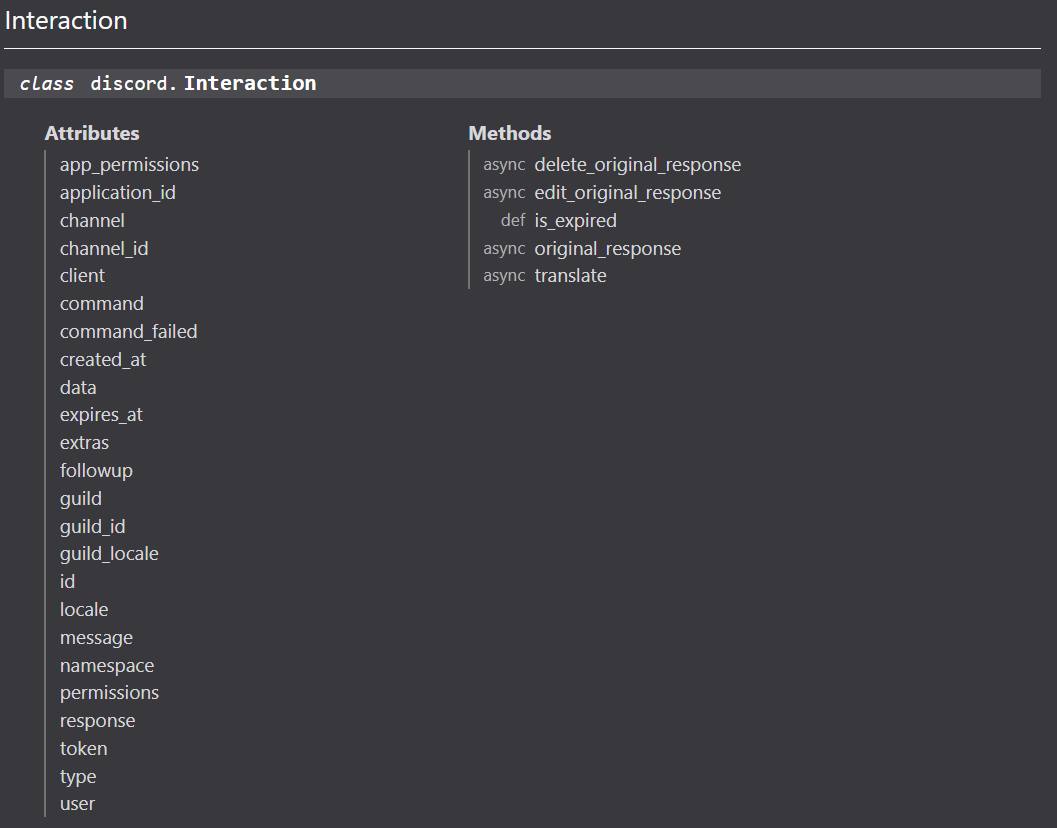 Interaction
class discord.Interaction
Attributes
app_permissions
application_id
channel
channel_id
client
command
command_failed
created_at
data
expires_at
extras
followup
guild
guild_id
guild_locale
id
locale
message
namespace
permissions
response
token
type
user
Methods
async delete_original_response
async edit_original_response
def is_expired
async original_response
async translate